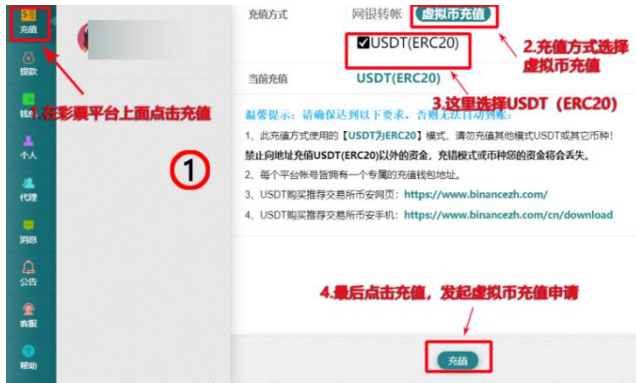 充值
提款
钱包
个人
代理
消息
公告
客服
帮助
1.在彩票平台上面点击充值
①
充值方式
网银转帐
虚拟币充值
USDT(ERC20)
2.充值方式选择
虚拟币充值
当前充值
USDT(ERC20)
3.这里选择USDT（ERC20）
温馨提示：请确保达到以下要求，否则无法自动到账：
1、此充值方式使用的【USDT为ERC20】模式，请勿充值其他模式USDT或其它币种！
禁止向地址充值USDT(ERC20)以外的资金，充错模式或币种您的资金将会丢失。
2、每个平台帐号皆拥有一个专属的充值钱包地址。
3、USDT购买推荐交易所币安网页：https://www.binancezh.com/
4、USDT购买推荐交易所币安手机：https://www.binancezh.com/cn/download
4.最后点击充值，发起虚拟币充值申请
充值